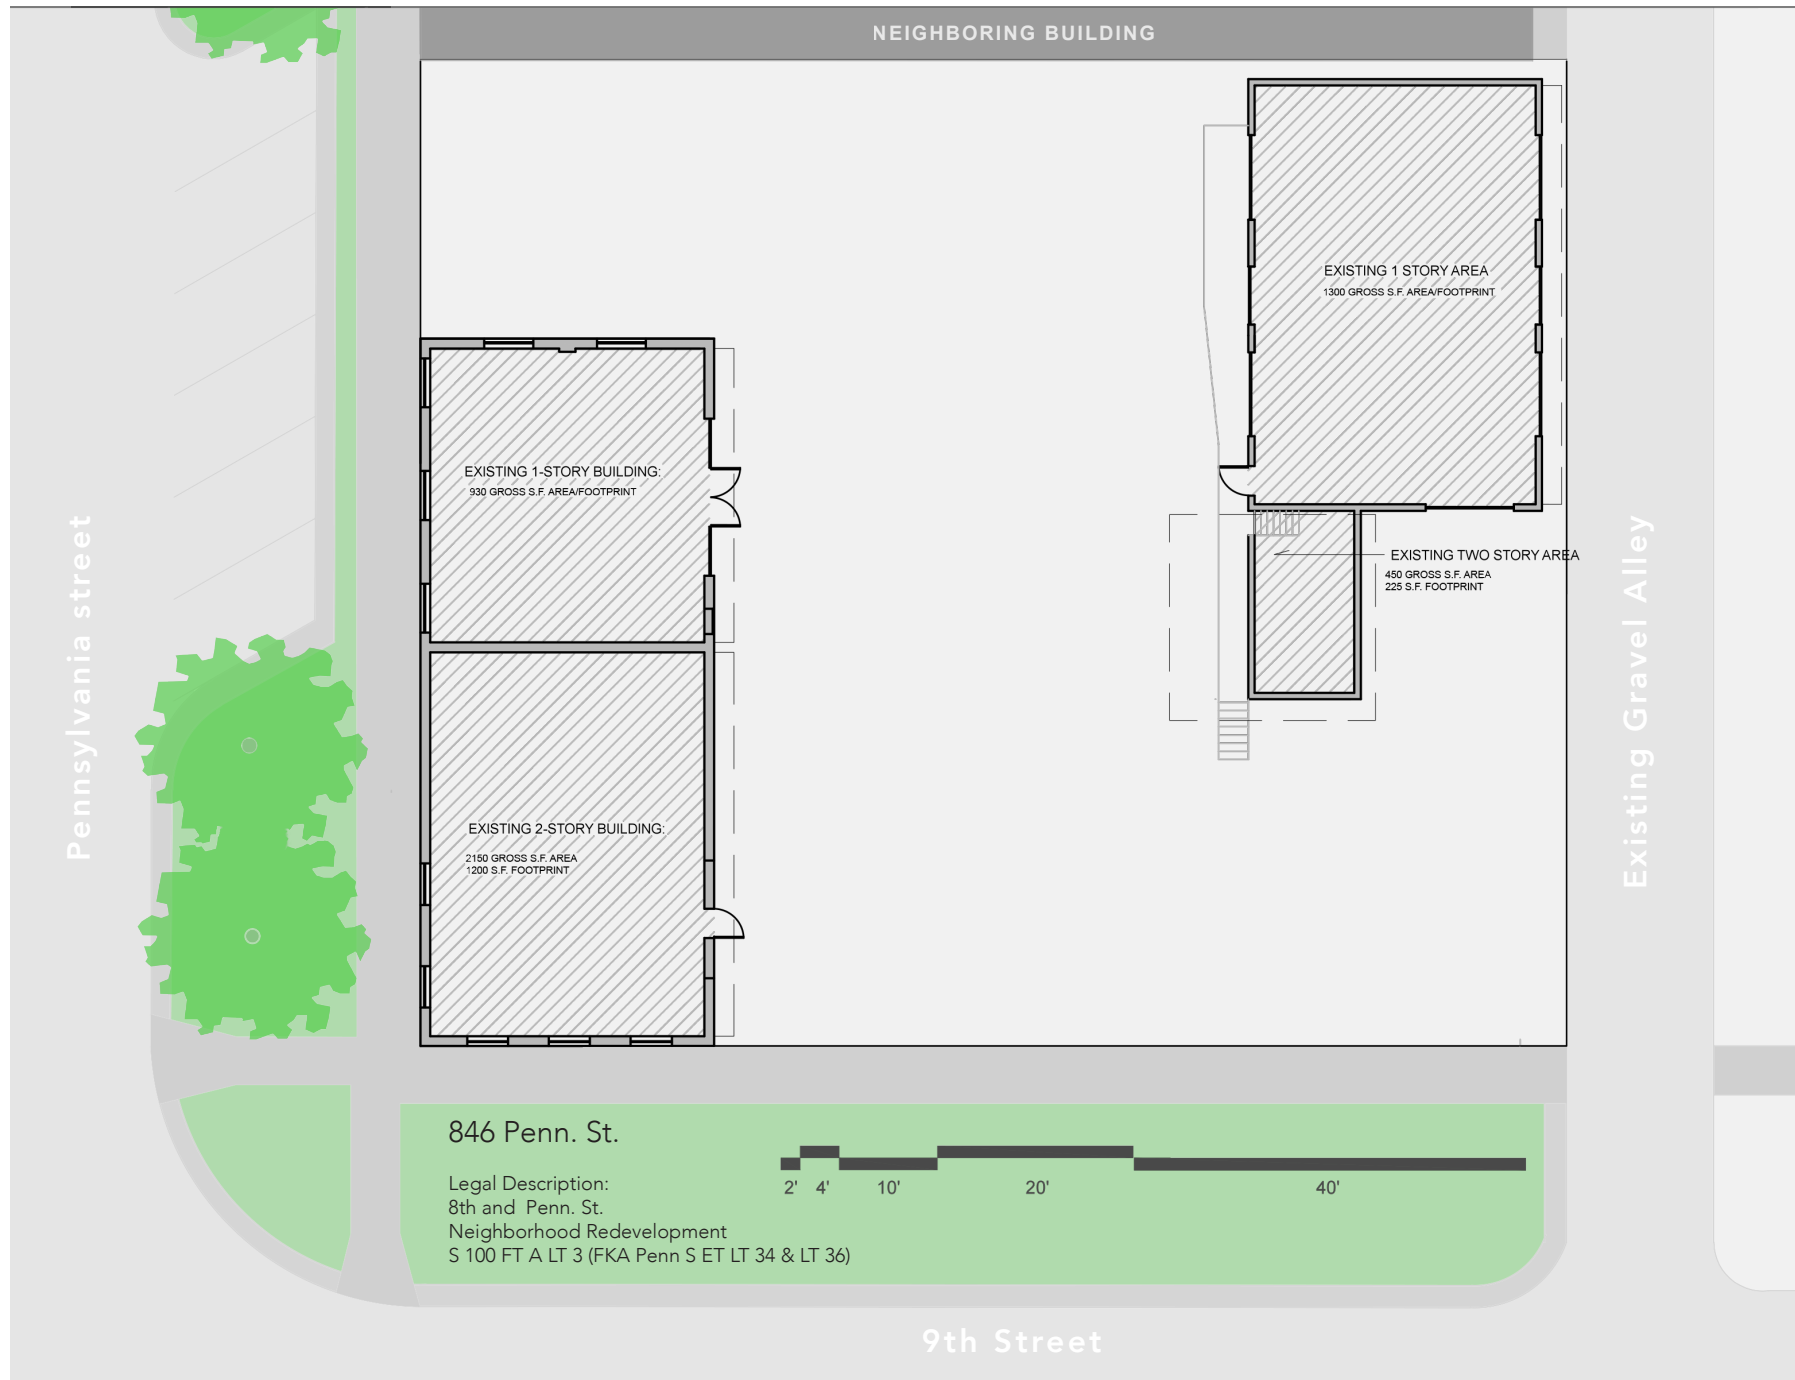 NEIGHBORING BUILDING
EXISTING 1 STORY AREA
1300 GROSS S.F. AREA/FOOTPRINT
EXISTING 1-STORY BUILDING:
930 GROSS S.F. AREA/FOOTPRINT
EXISTING TWO STORY AREA
450 GROSS S.F. AREA
225 S.F. FOOTPRINT
Pennsylvania street
Existing Gravel Alley
EXISTING 2-STORY BUILDING:
2150 GROSS S.F. AREA
1200 S.F. FOOTPRINT
846 Penn. St.
Legal Description:
8th and Penn. St.
Neighborhood Redevelopment
S 100 FT A LT 3 (FKA Penn S ET LT 34 & LT 36)
2' 4' 10' 20' 40'
9th Street